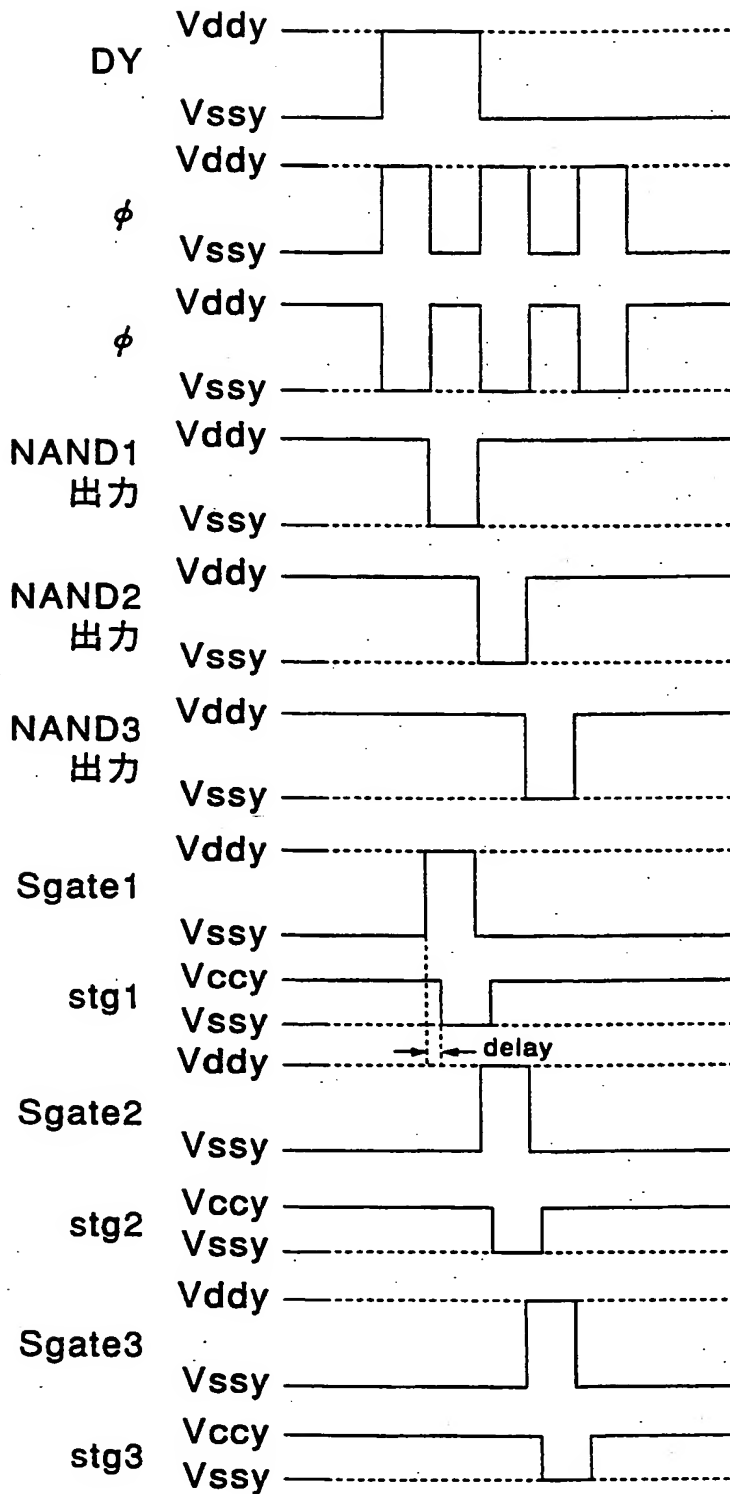 Vddy
DY
Vssy
Vddy
ϕ
Vssy
Vddy
ϕ
Vssy
Vddy
NAND1
出力
Vssy
Vddy
NAND2
出力
Vssy
Vddy
NAND3
出力
Vssy
Vddy
Sgate1
Vssy
Vccy
stg1
Vssy
delay
Vddy
Sgate2
Vssy
Vccy
stg2
Vssy
Vddy
Sgate3
Vssy
Vccy
stg3
Vssy